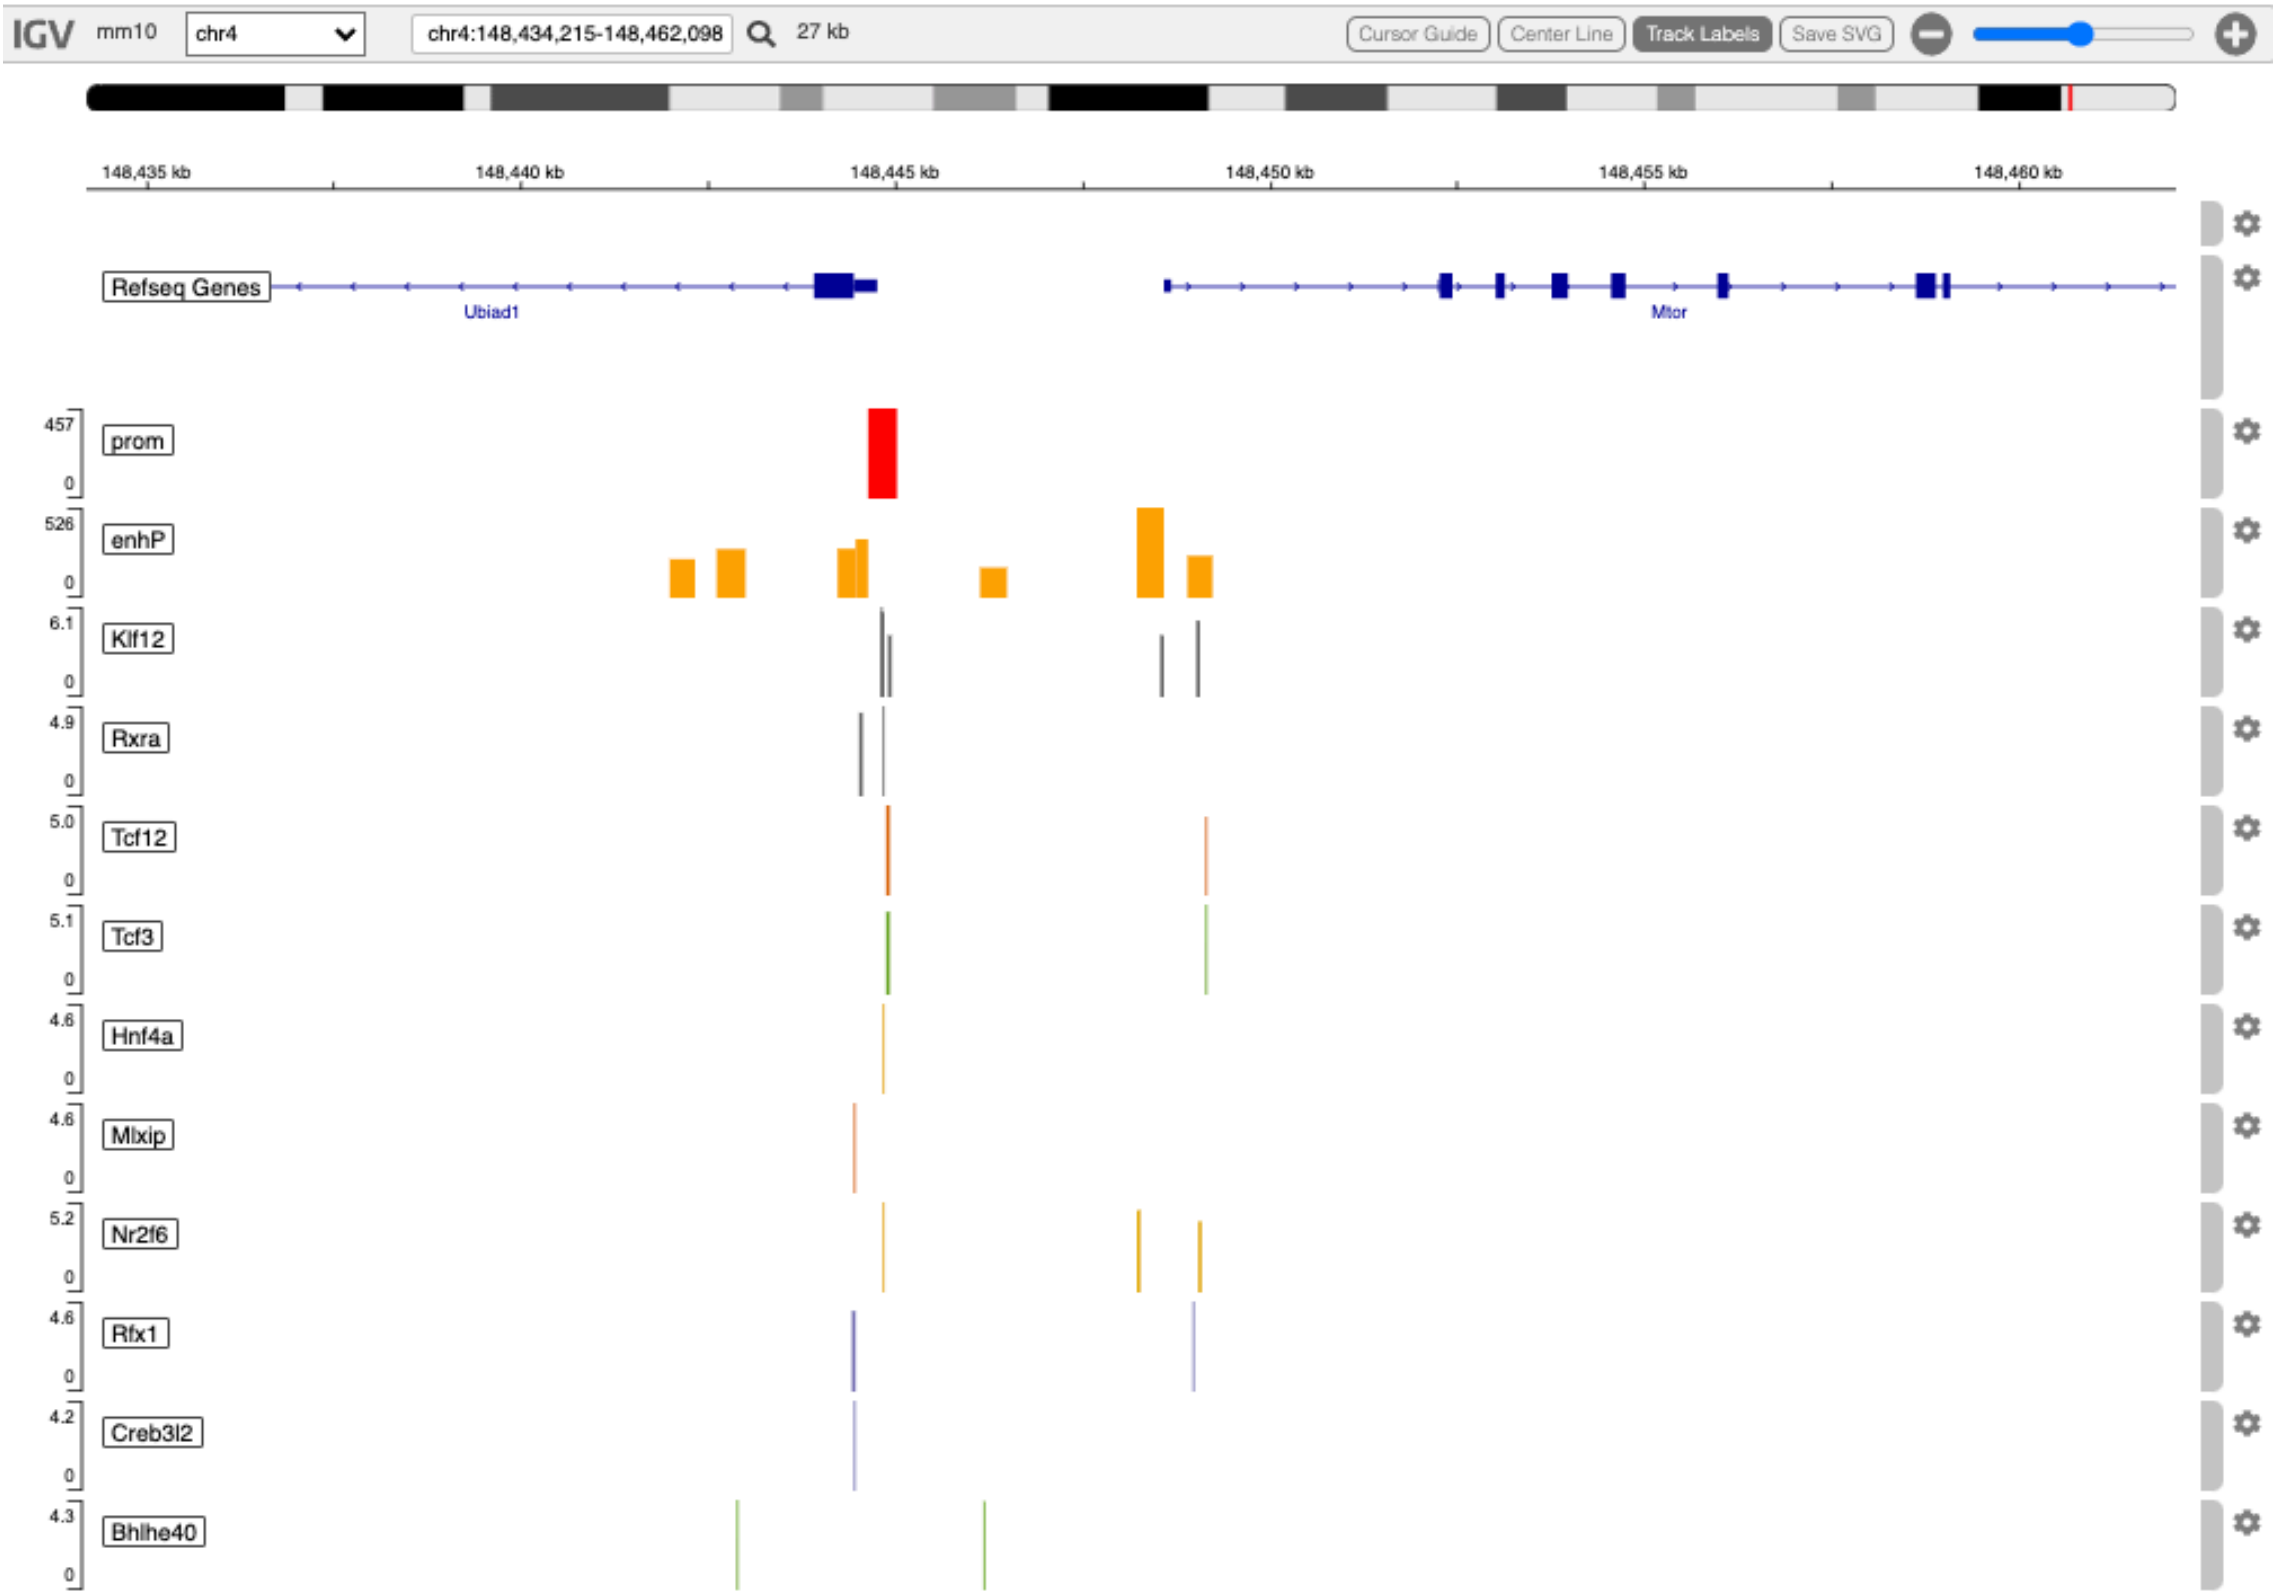 IGV mm10 chr4 chr4:148,434,215-148,462,098 27 kb Cursor Guide Center Line Track Labels Save SVG
148,435 kb 148,440 kb 148,445 kb 148,450 kb 148,455 kb 148,460 kb
Refseq Genes
Ubiad1 Mtor
457
prom
0
526
enhP
0
6.1
Klf12
0
4.9
Rxra
0
5.0
Tcf12
0
5.1
Tcf3
0
4.6
Hnf4a
0
4.6
Mlxip
0
5.2
Nr2f6
0
4.6
Rfx1
0
4.2
Creb3l2
0
4.3
Bhlhe40
0